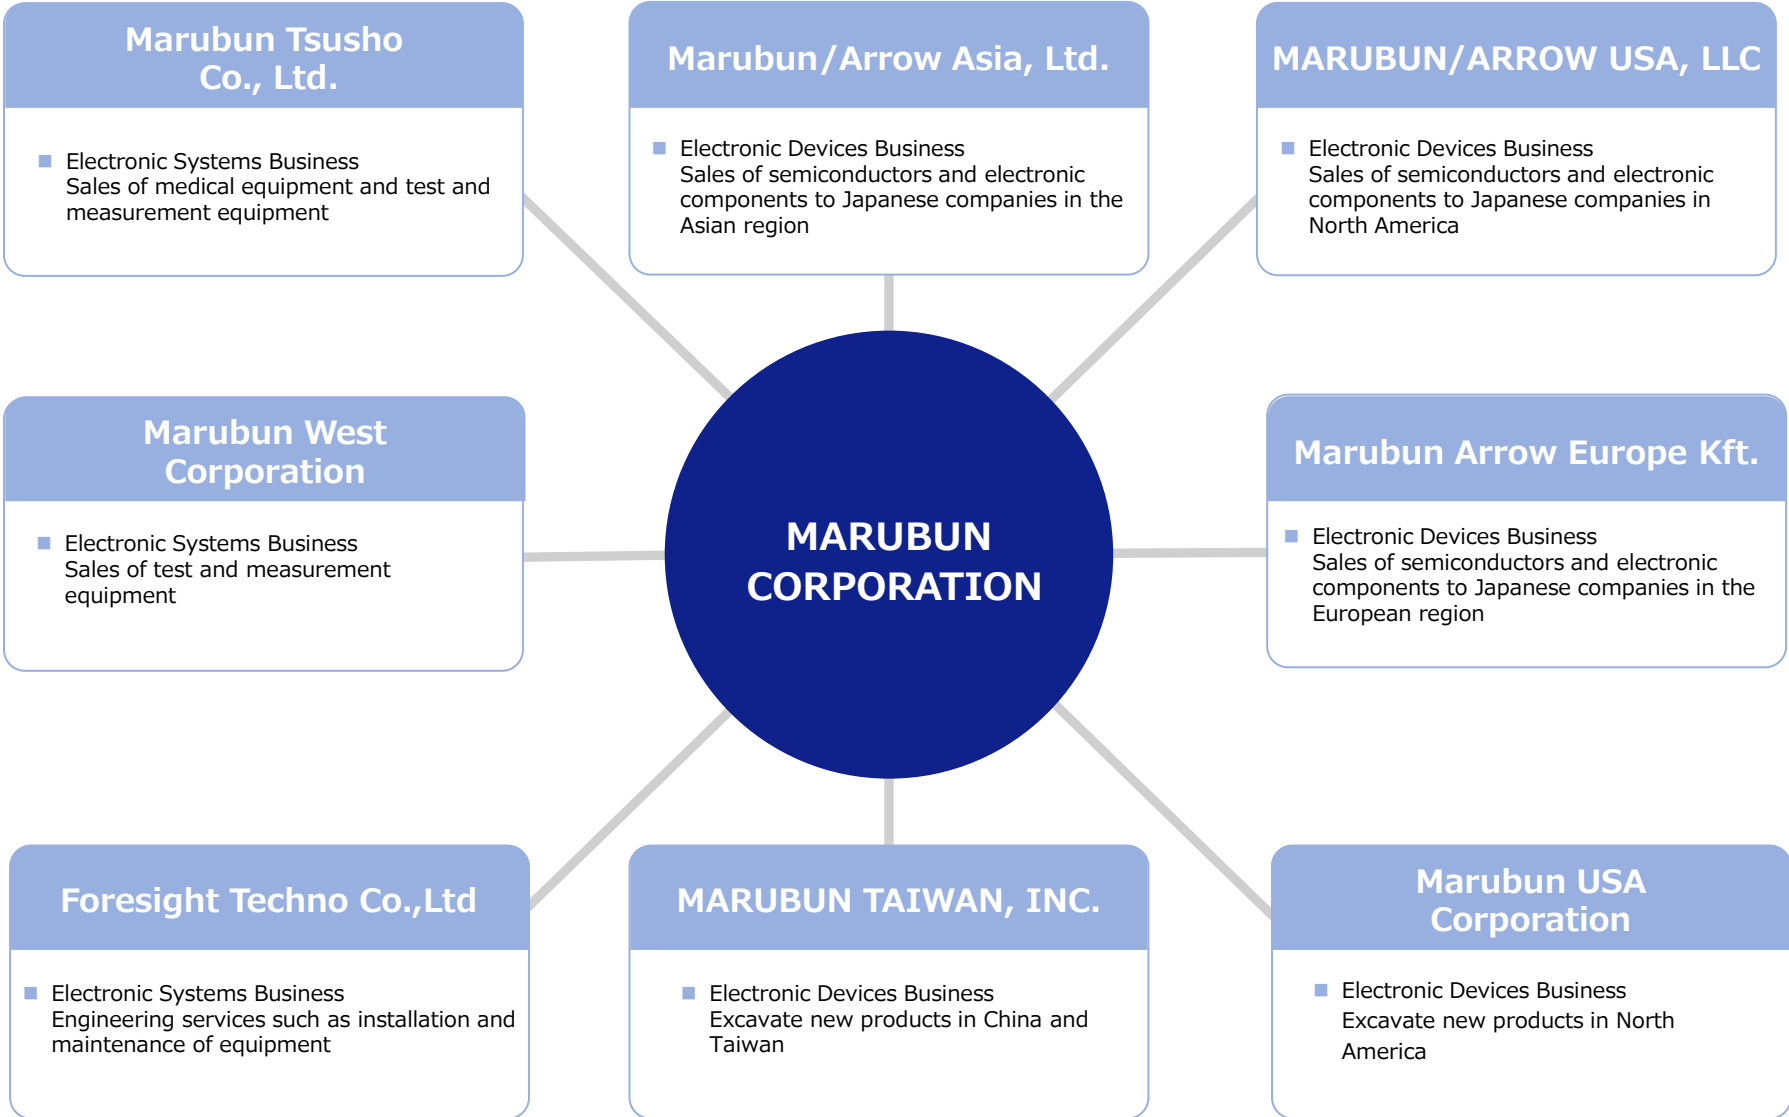 Marubun Tsusho
Co., Ltd.
Electronic Systems Business
Sales of medical equipment and test and
measurement equipment
Marubun/Arrow Asia, Ltd.
Electronic Devices Business
Sales of semiconductors and electronic
components to Japanese companies in the
Asian region
MARUBUN/ARROW USA, LLC
Electronic Devices Business
Sales of semiconductors and electronic
components to Japanese companies in
North America
Marubun West
Corporation
Electronic Systems Business
Sales of test and measurement
equipment
MARUBUN
CORPORATION
Marubun Arrow Europe Kft.
Electronic Devices Business
Sales of semiconductors and electronic
components to Japanese companies in the
European region
Foresight Techno Co.,Ltd
Electronic Systems Business
Engineering services such as installation and
maintenance of equipment
MARUBUN TAIWAN, INC.
Electronic Devices Business
Excavate new products in China and
Taiwan
Marubun USA
Corporation
Electronic Devices Business
Excavate new products in North
America